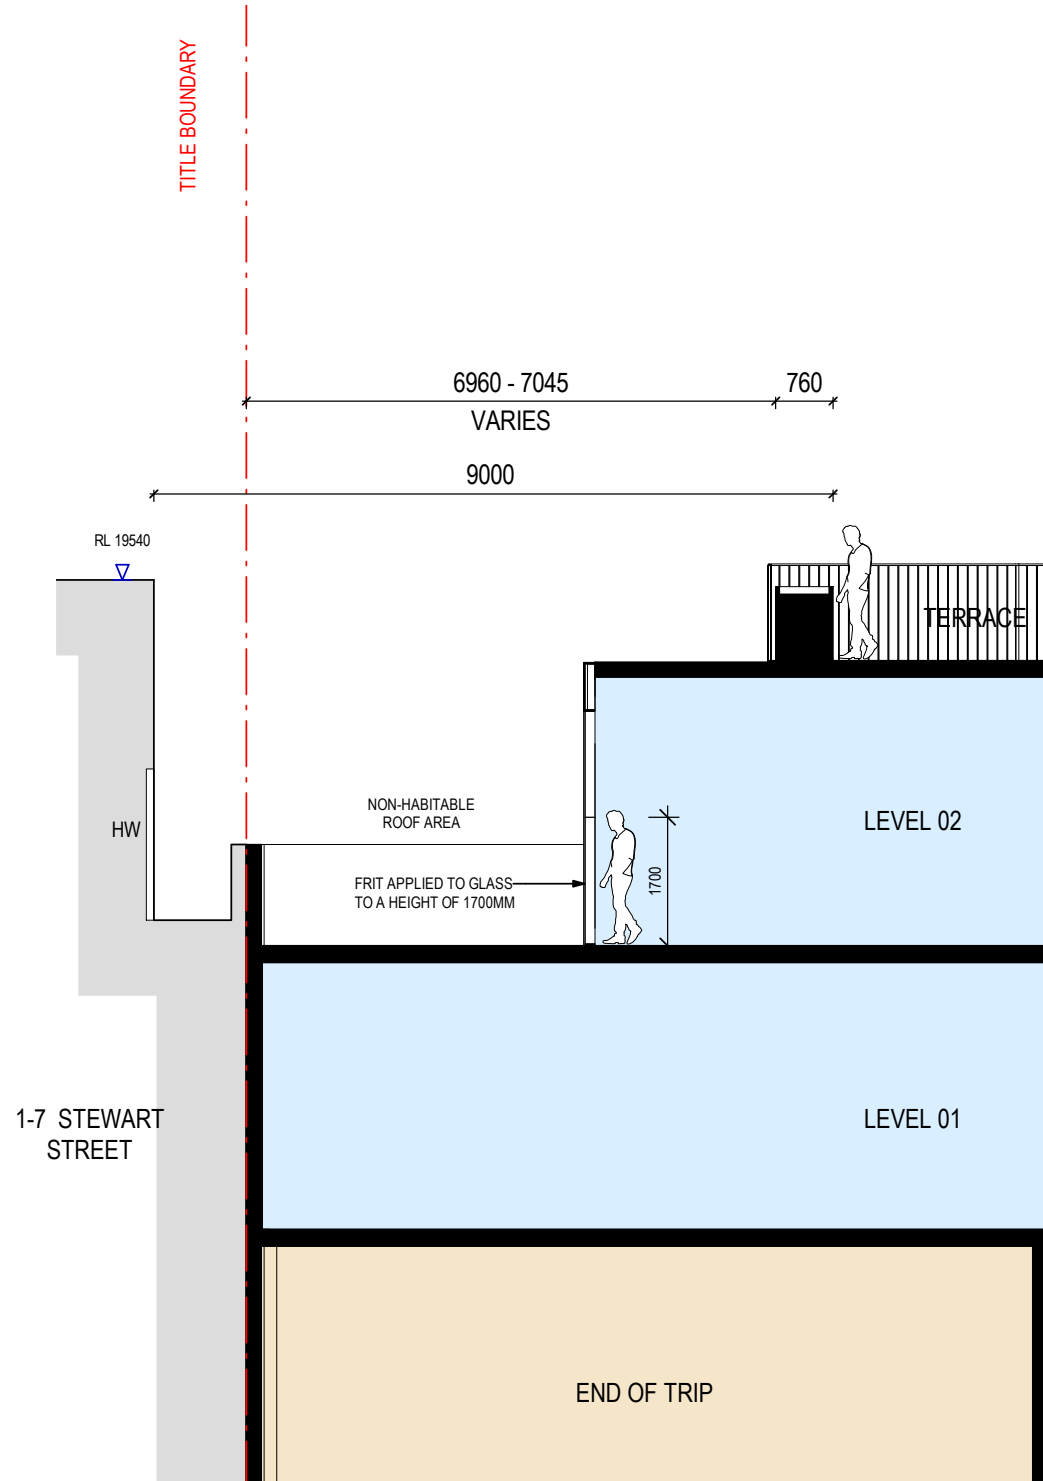 TITLE BOUNDARY
6960 - 7045
760
VARIES
9000
RL 19540
TERRACE
NON-HABITABLE
ROOF AREA
HW
LEVEL 02
FRIT APPLIED TO GLASS
TO A HEIGHT OF 1700MM
1700
1-7 STEWART
STREET
LEVEL 01
END OF TRIP